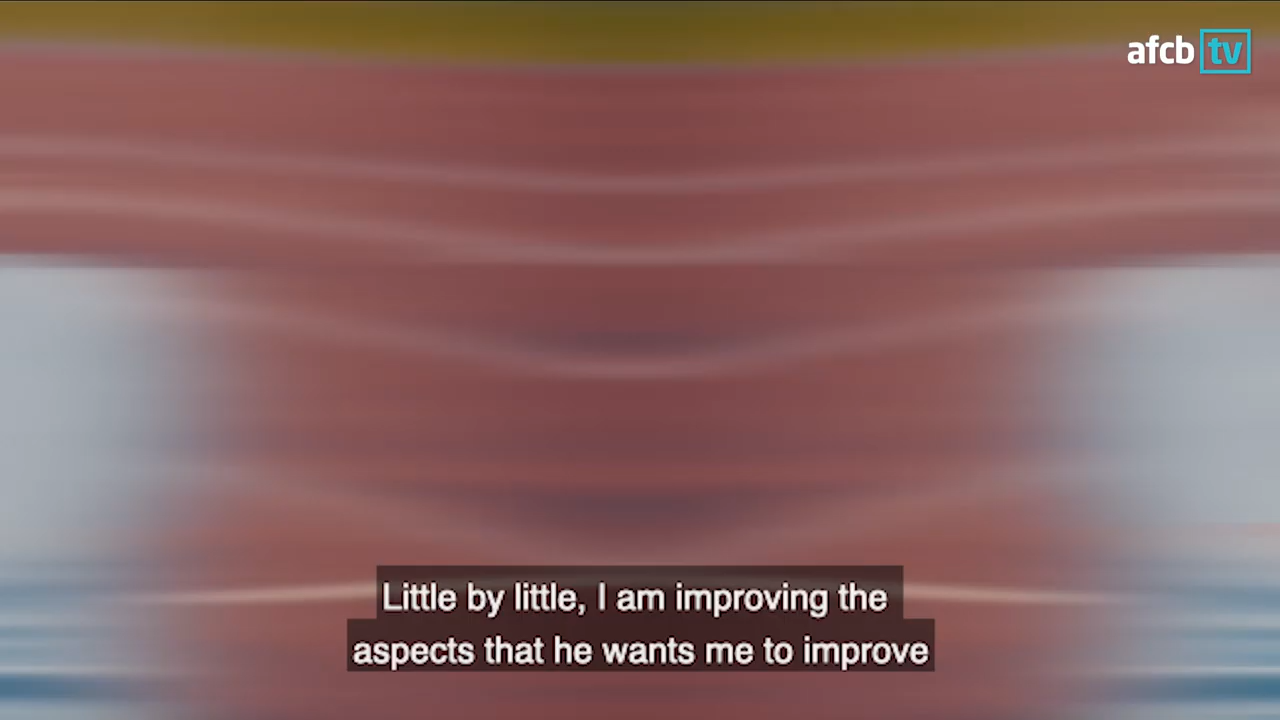 afcb tv
Little by little, I am improving the
aspects that he wants me to improve